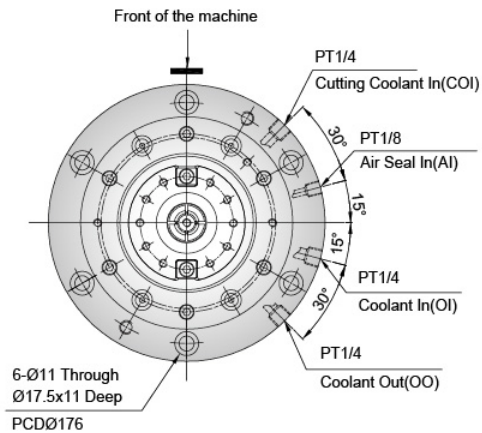 Front of the machine
PT1/4
Cutting Coolant In(COI)
30°
PT1/8
Air Seal In(AI)
15°
15°
PT1/4
Coolant In(OI)
30°
PT1/4
Coolant Out(OO)
6-Ø11 Through
Ø17.5x11 Deep
PCDØ176